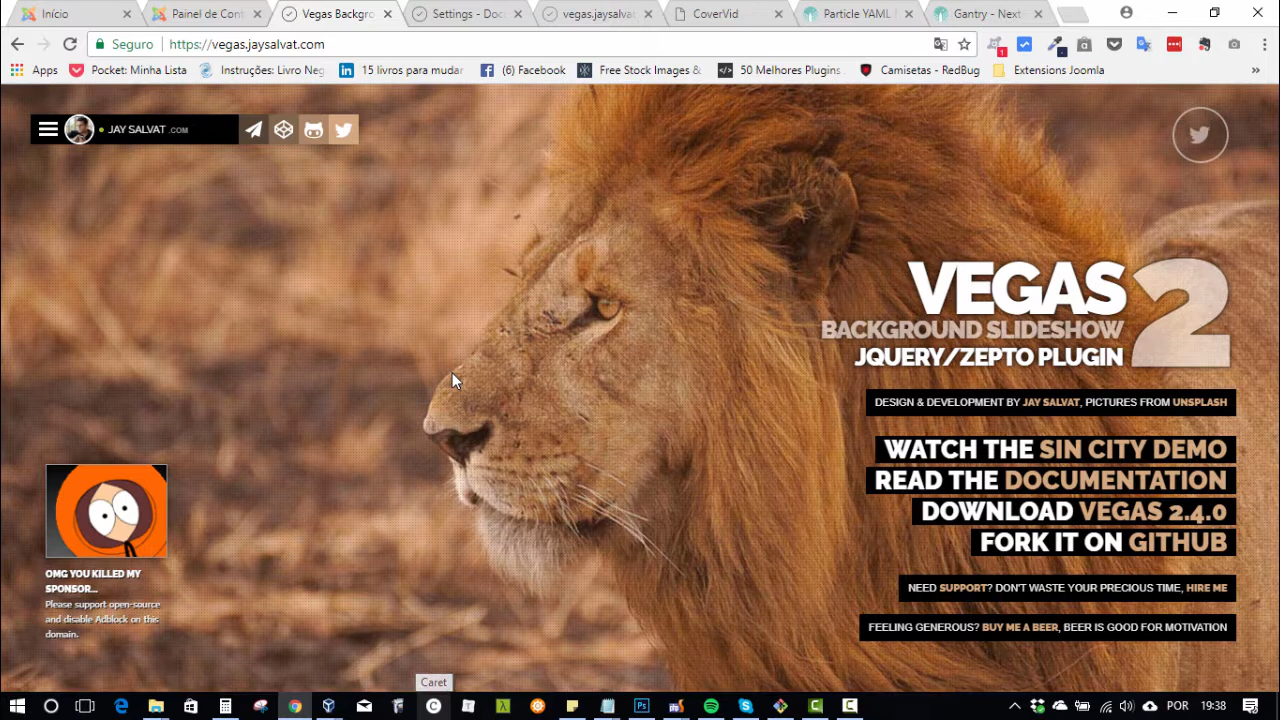 Início
Painel de Cont
Vegas Backgro
Settings - Docu
vegas.jaysalvat
CoverVid
Particle YAML
Gantry - Next
Seguro
https://vegas.jaysalvat.com
Apps
Pocket: Minha Lista
Instruções: Livro Neg
15 livros para mudar
(6) Facebook
Free Stock Images &
50 Melhores Plugins
Camisetas - RedBug
Extensions Joomla
JAY SALVAT .COM
VEGAS 2
BACKGROUND SLIDESHOW
JQUERY/ZEPTO PLUGIN
DESIGN & DEVELOPMENT BY JAY SALVAT, PICTURES FROM UNSPLASH
WATCH THE SIN CITY DEMO
READ THE DOCUMENTATION
DOWNLOAD VEGAS 2.4.0
FORK IT ON GITHUB
NEED SUPPORT? DON'T WASTE YOUR PRECIOUS TIME, HIRE ME
FEELING GENEROUS? BUY ME A BEER, BEER IS GOOD FOR MOTIVATION
OMG YOU KILLED MY
SPONSOR...
Please support open-source
and disable Adblock on this
domain.
Caret
POR
19:38